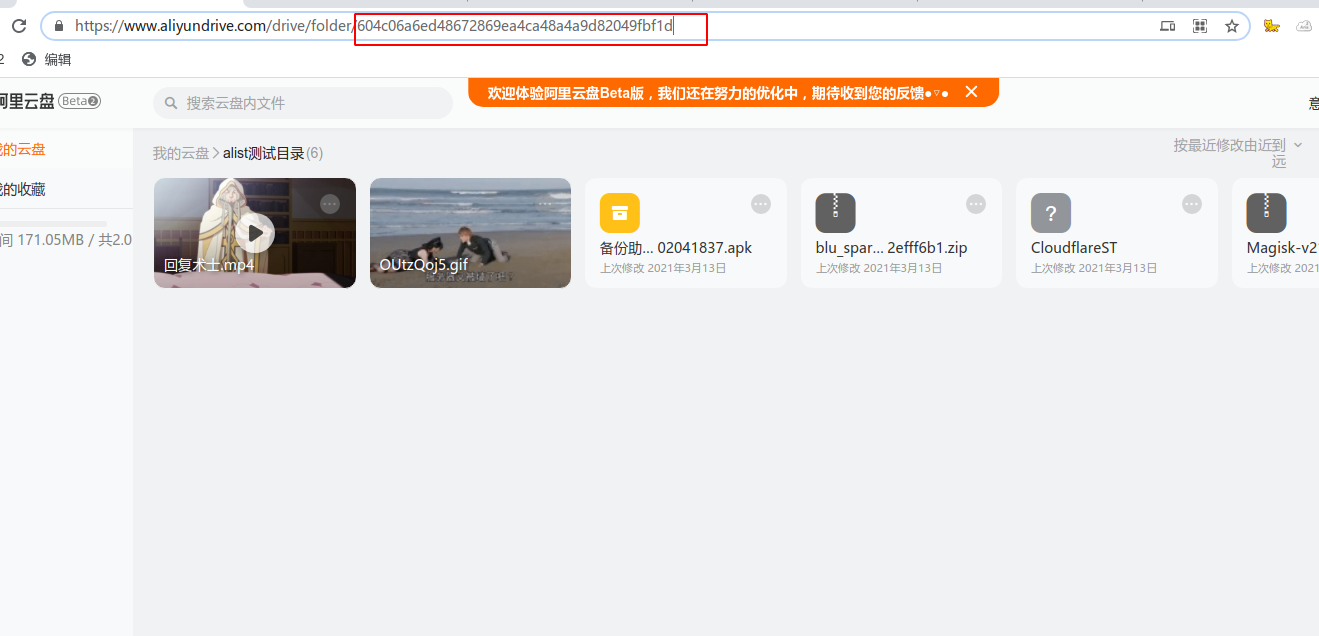 https://www.aliyundrive.com/drive/folder/604c06a6ed48672869ea4ca48a4a9d82049fbf1d
2 编辑
阿里云盘 Beta
搜索云盘内文件
欢迎体验阿里云盘Beta版，我们还在努力的优化中，期待收到您的反馈●▿●
意
我的云盘
我的收藏
间 171.05MB / 共2.0
我的云盘 > alist测试目录(6)
按最近修改由近到
远
回复术士.mp4
OUtzQoj5.gif
备份助... 02041837.apk
上次修改 2021年3月13日
blu_spar... 2efff6b1.zip
上次修改 2021年3月13日
?
CloudflareST
上次修改 2021年3月13日
Magisk-v2
上次修改 2021